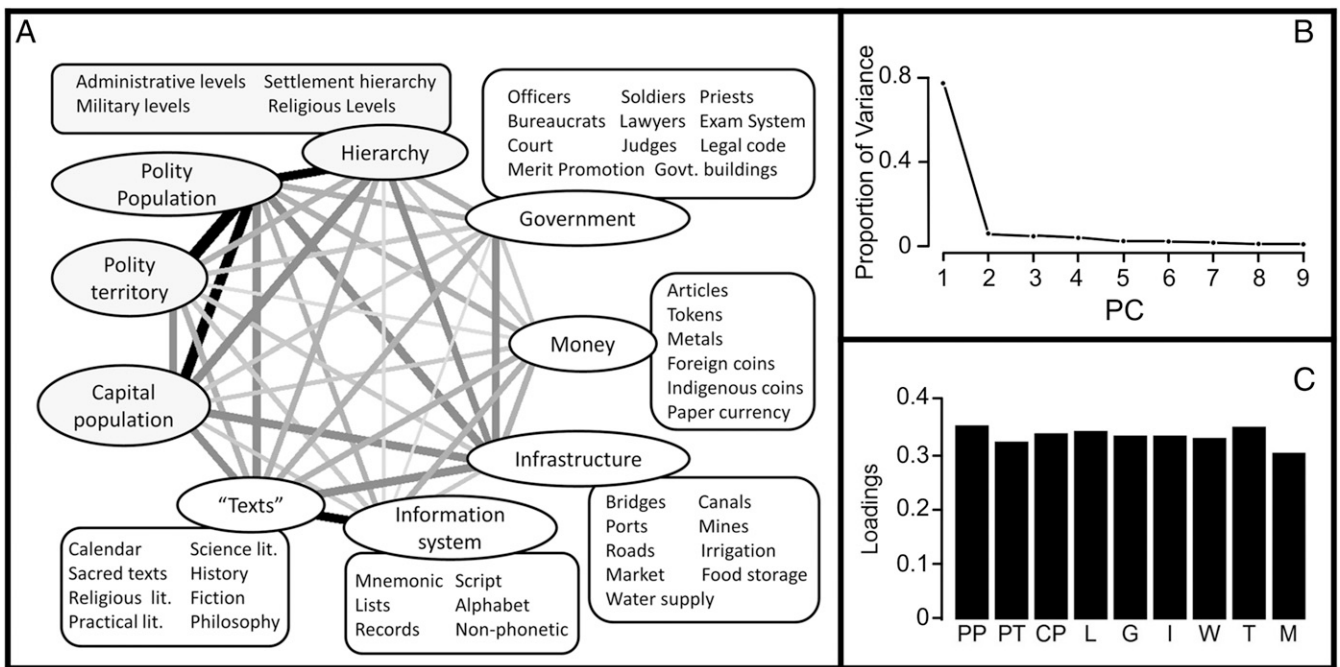 A
Administrative levels Settlement hierarchy
Military levels Religious Levels
Hierarchy
Officers Soldiers Priests
Bureaucrats Lawyers Exam System
Court Judges Legal code
Merit Promotion Govt. buildings
Government
Polity
Population
Polity
territory
Capital
population
Money
Articles
Tokens
Metals
Foreign coins
Indigenous coins
Paper currency
Infrastructure
Bridges Canals
Ports Mines
Roads Irrigation
Market Food storage
Water supply
"Texts"
Calendar Science lit.
Sacred texts History
Religious lit. Fiction
Practical lit. Philosophy
Information
system
Mnemonic Script
Lists Alphabet
Records Non-phonetic
B
Proportion of Variance
0.8
0.4
0
1 2 3 4 5 6 7 8 9
PC
C
Loadings
0.4
0.3
0.2
0.1
0
PP PT CP L G I W T M